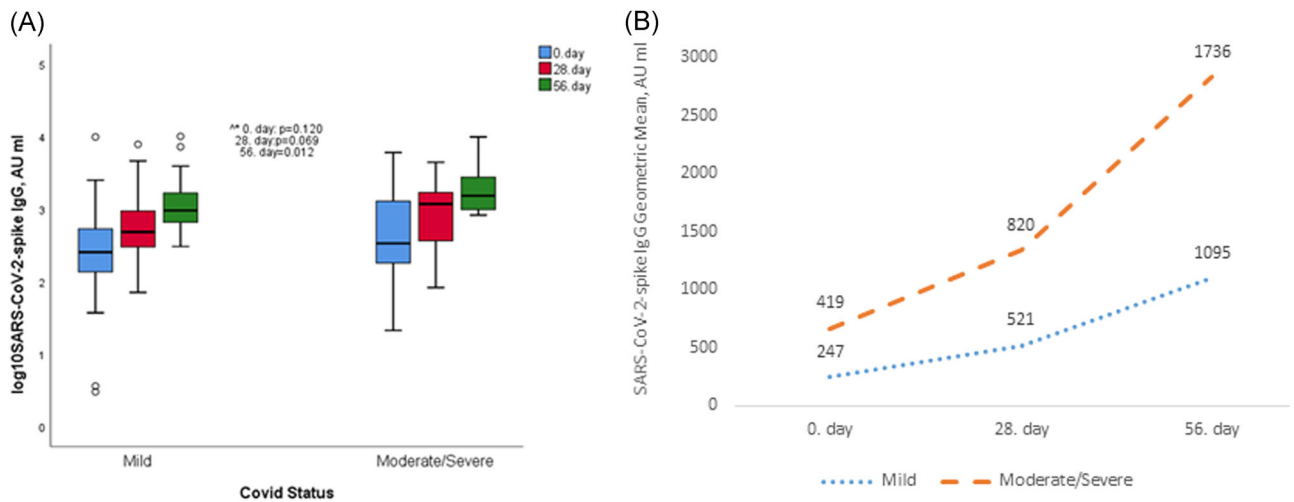 (A)
log10SARS-CoV-2-spike IgG, AU ml
5
4
3
2
1
0
0.day
28.day
56.day
^* 0. day: p=0.120
28. day:p=0.069
56. day=0.012
Mild
Moderate/Severe
Covid Status
(B)
SARS-CoV-2-spike IgG Geometric Mean, AU ml
3000
2500
2000
1500
1000
500
0
1736
820
1095
419
521
247
0. day
28. day
56. day
Mild
Moderate/Severe